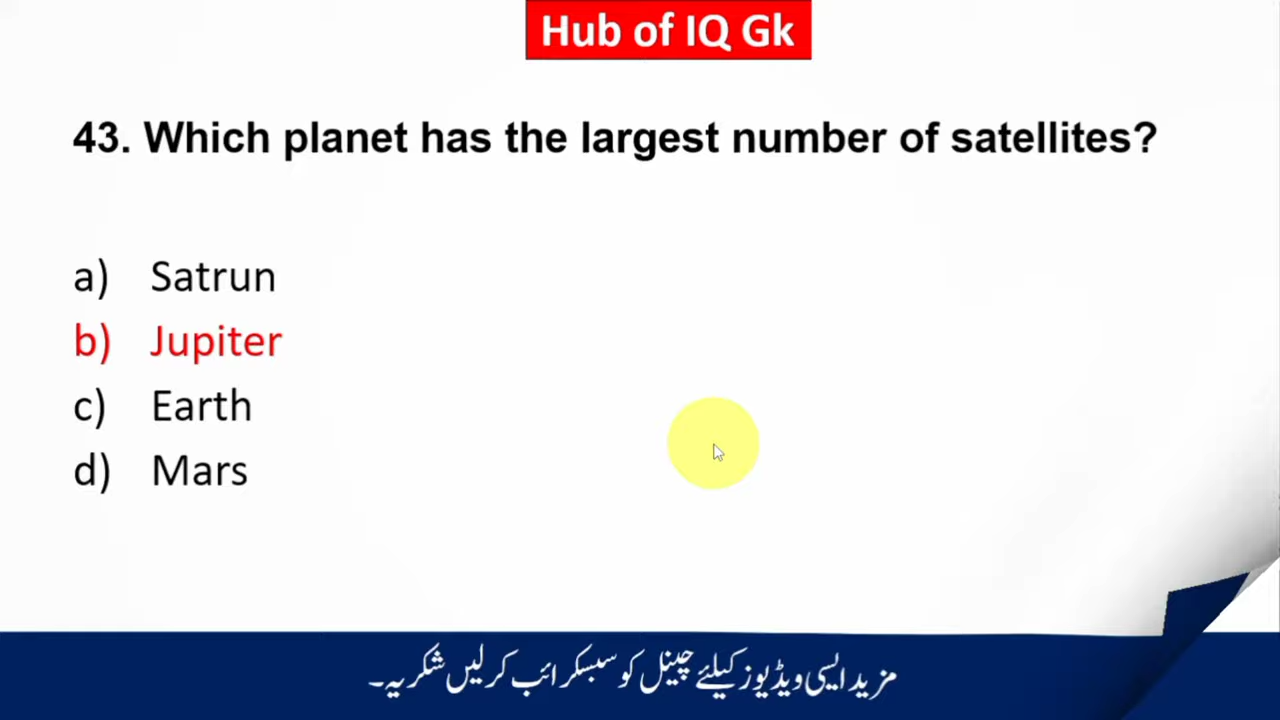 Hub of IQ Gk
43. Which planet has the largest number of satellites?
a) Satrun
b) Jupiter
c) Earth
d) Mars
مزید ایسی ویڈیوز کیلئے چینل کو سبسکرائب کر لیں شکریہ۔